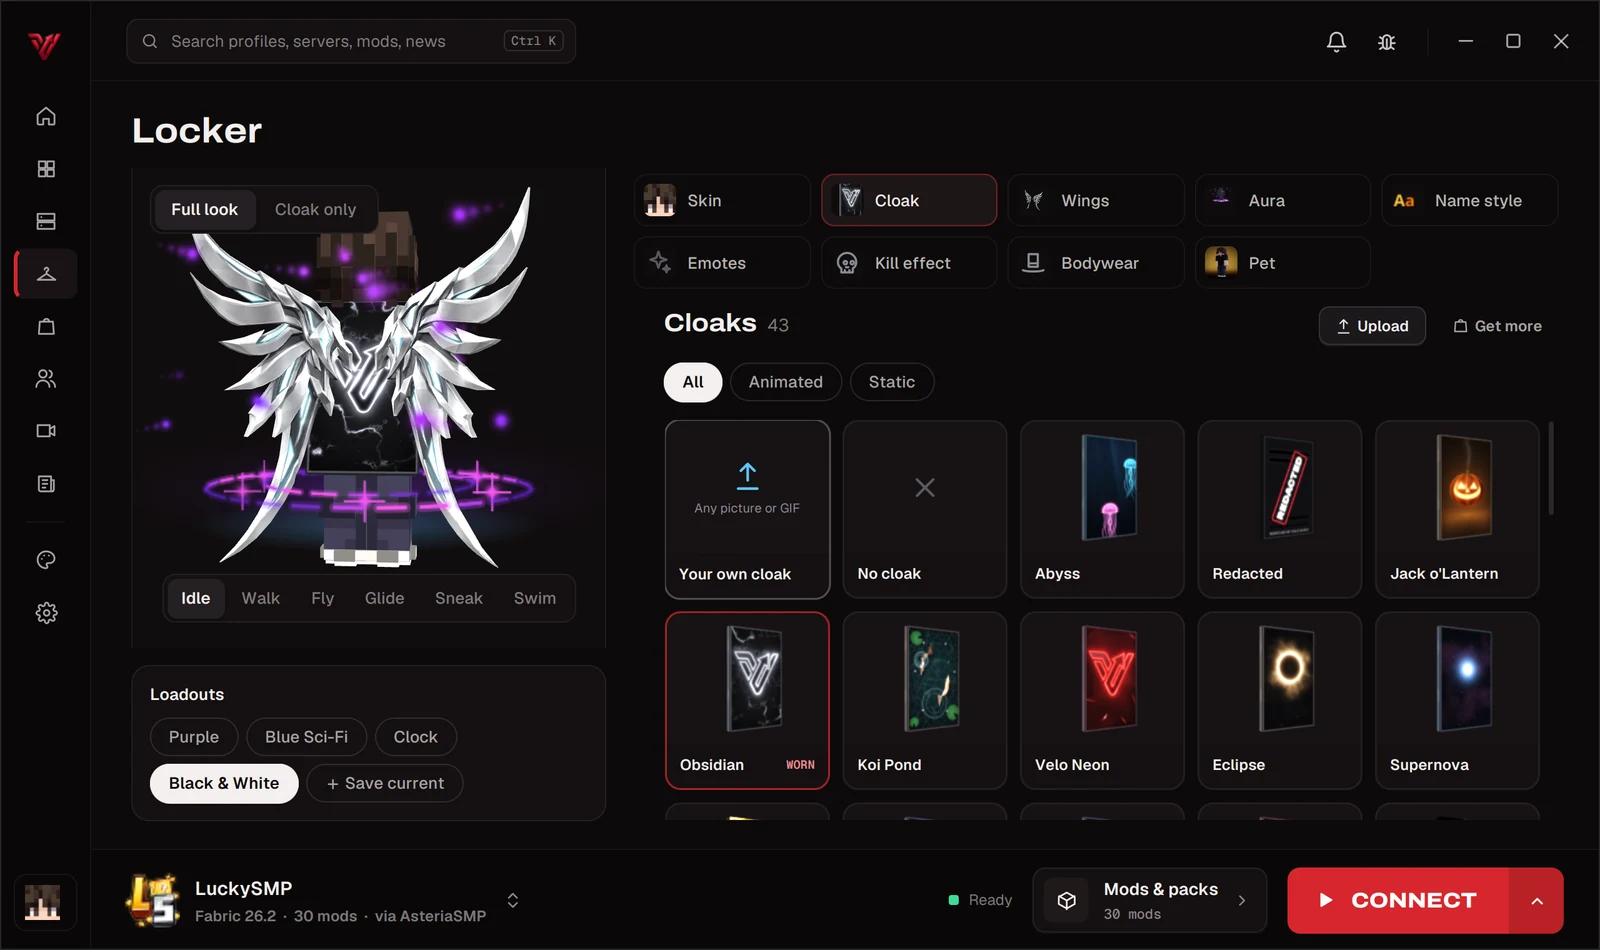 Search profiles, servers, mods, news
Ctrl K
Locker
Full look
Cloak only
Idle
Walk
Fly
Glide
Sneak
Swim
Loadouts
Purple
Blue Sci-Fi
Clock
Black & White
+ Save current
Skin
Cloak
Wings
Aura
Aa
Name style
Emotes
Kill effect
Bodywear
Pet
Cloaks 43
Upload
Get more
All
Animated
Static
Any picture or GIF
Your own cloak
No cloak
Abyss
REDACTED
Redacted
Jack o'Lantern
Obsidian
WORN
Koi Pond
Velo Neon
Eclipse
Supernova
LS
LuckySMP
Fabric 26.2 · 30 mods · via AsteriaSMP
Ready
Mods & packs
30 mods
CONNECT